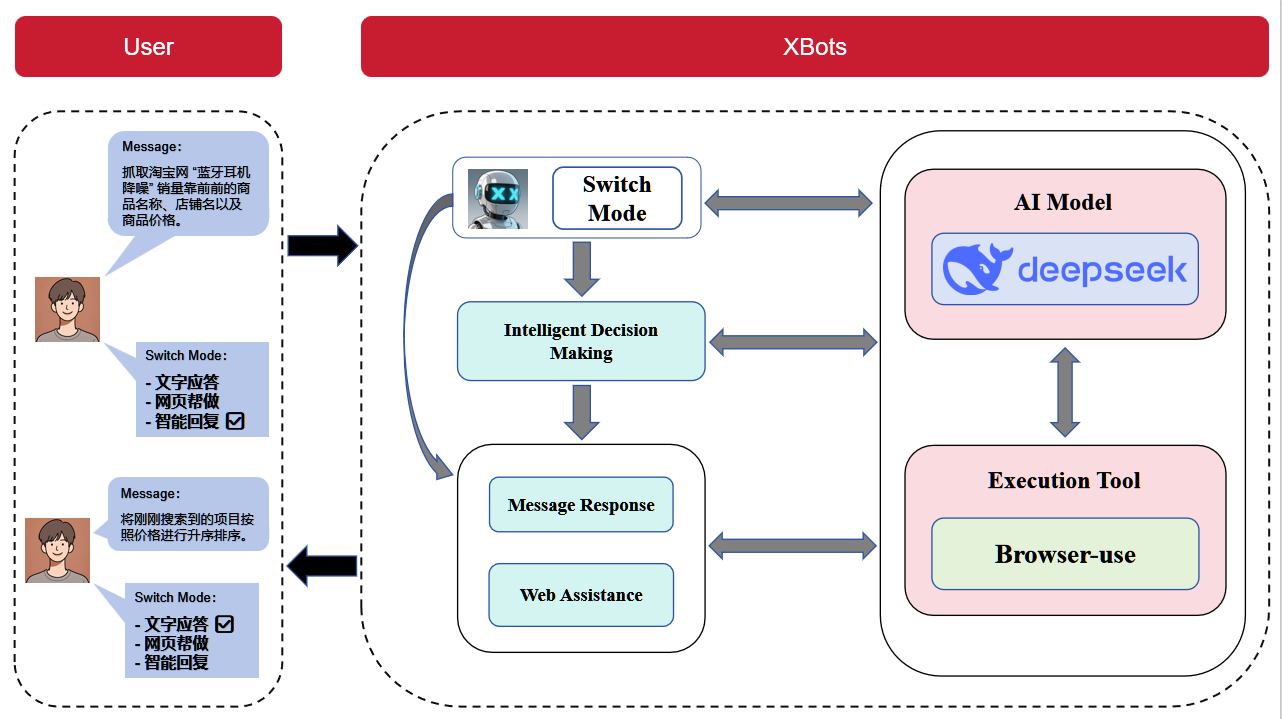 User
XBots
Message：
抓取淘宝网 “蓝牙耳机
降噪” 销量靠前前的商
品名称、店铺名以及
商品价格。
Switch Mode：
- 文字应答
- 网页帮做
- 智能回复
Message：
将刚刚搜索到的项目按
照价格进行升序排序。
Switch Mode：
- 文字应答
- 网页帮做
- 智能回复
Switch
Mode
Intelligent Decision
Making
Message Response
Web Assistance
AI Model
deepseek
Execution Tool
Browser-use